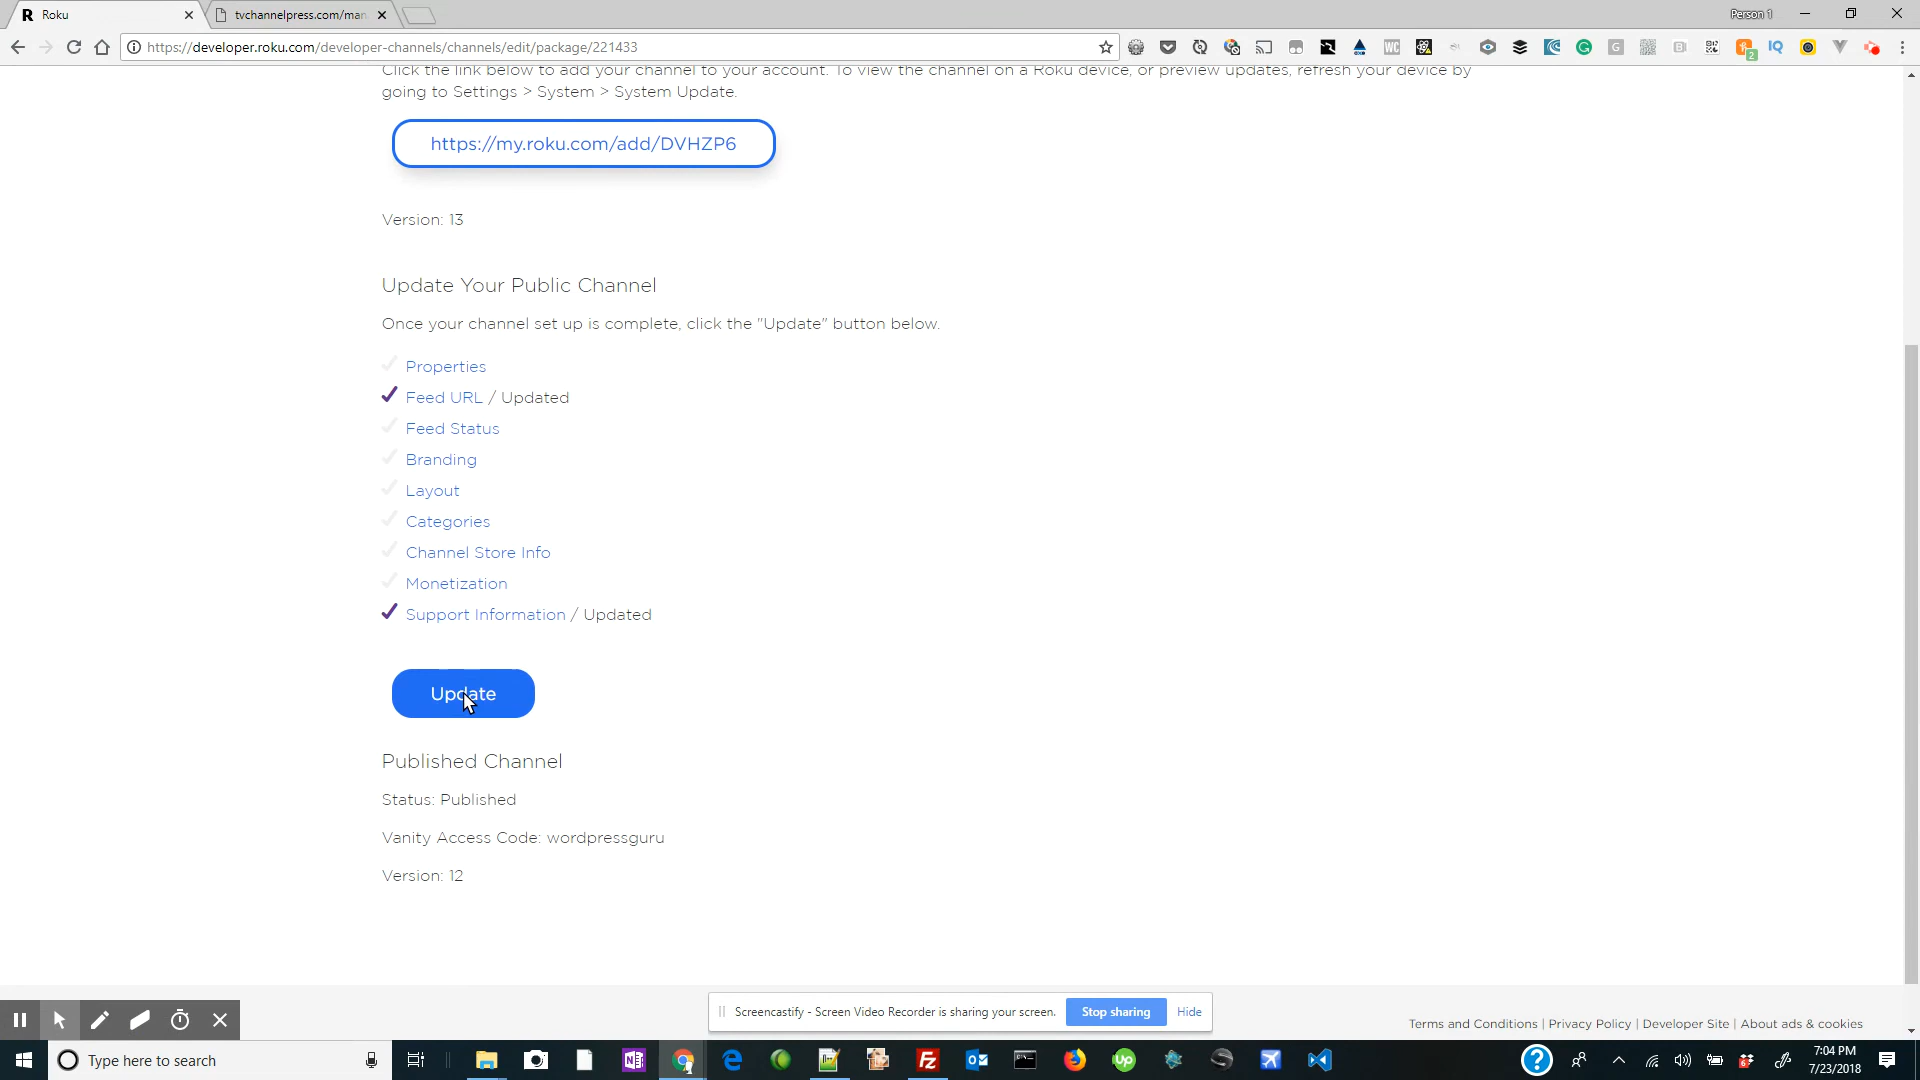 Roku
tvchannelpress.com/man
Person 1
https://developer.roku.com/developer-channels/channels/edit/package/221433
Click the link below to add your channel to your account. To view the channel on a Roku device, or preview updates, refresh your device by
going to Settings > System > System Update.
https://my.roku.com/add/DVHZP6
Version: 13
Update Your Public Channel
Once your channel set up is complete, click the "Update" button below.
Properties
Feed URL / Updated
Feed Status
Branding
Layout
Categories
Channel Store Info
Monetization
Support Information / Updated
Update
Published Channel
Status: Published
Vanity Access Code: wordpressguru
Version: 12
Screencastify - Screen Video Recorder is sharing your screen.
Stop sharing
Hide
Terms and Conditions | Privacy Policy | Developer Site | About ads & cookies
Type here to search
7:04 PM
7/23/2018